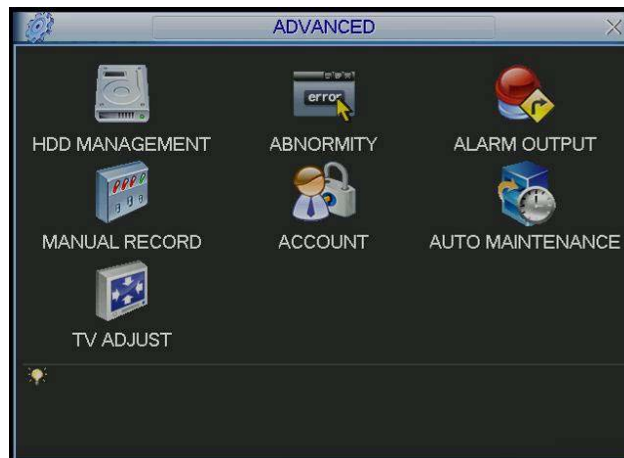 ADVANCED
HDD MANAGEMENT
ABNORMITY
error
ALARM OUTPUT
MANUAL RECORD
ACCOUNT
AUTO MAINTENANCE
TV ADJUST